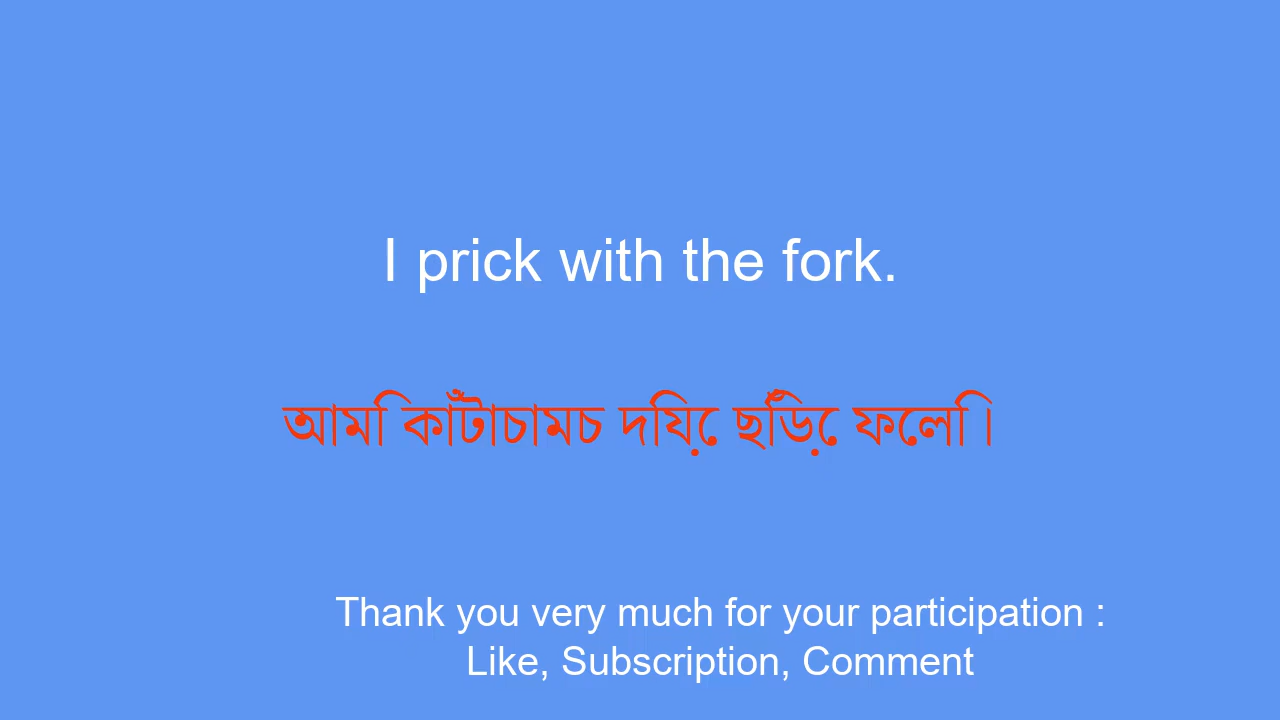 I prick with the fork.
আমি কাঁটাচামচ দিয়ে ছিঁড়ে ফেলি।
Thank you very much for your participation :
Like, Subscription, Comment